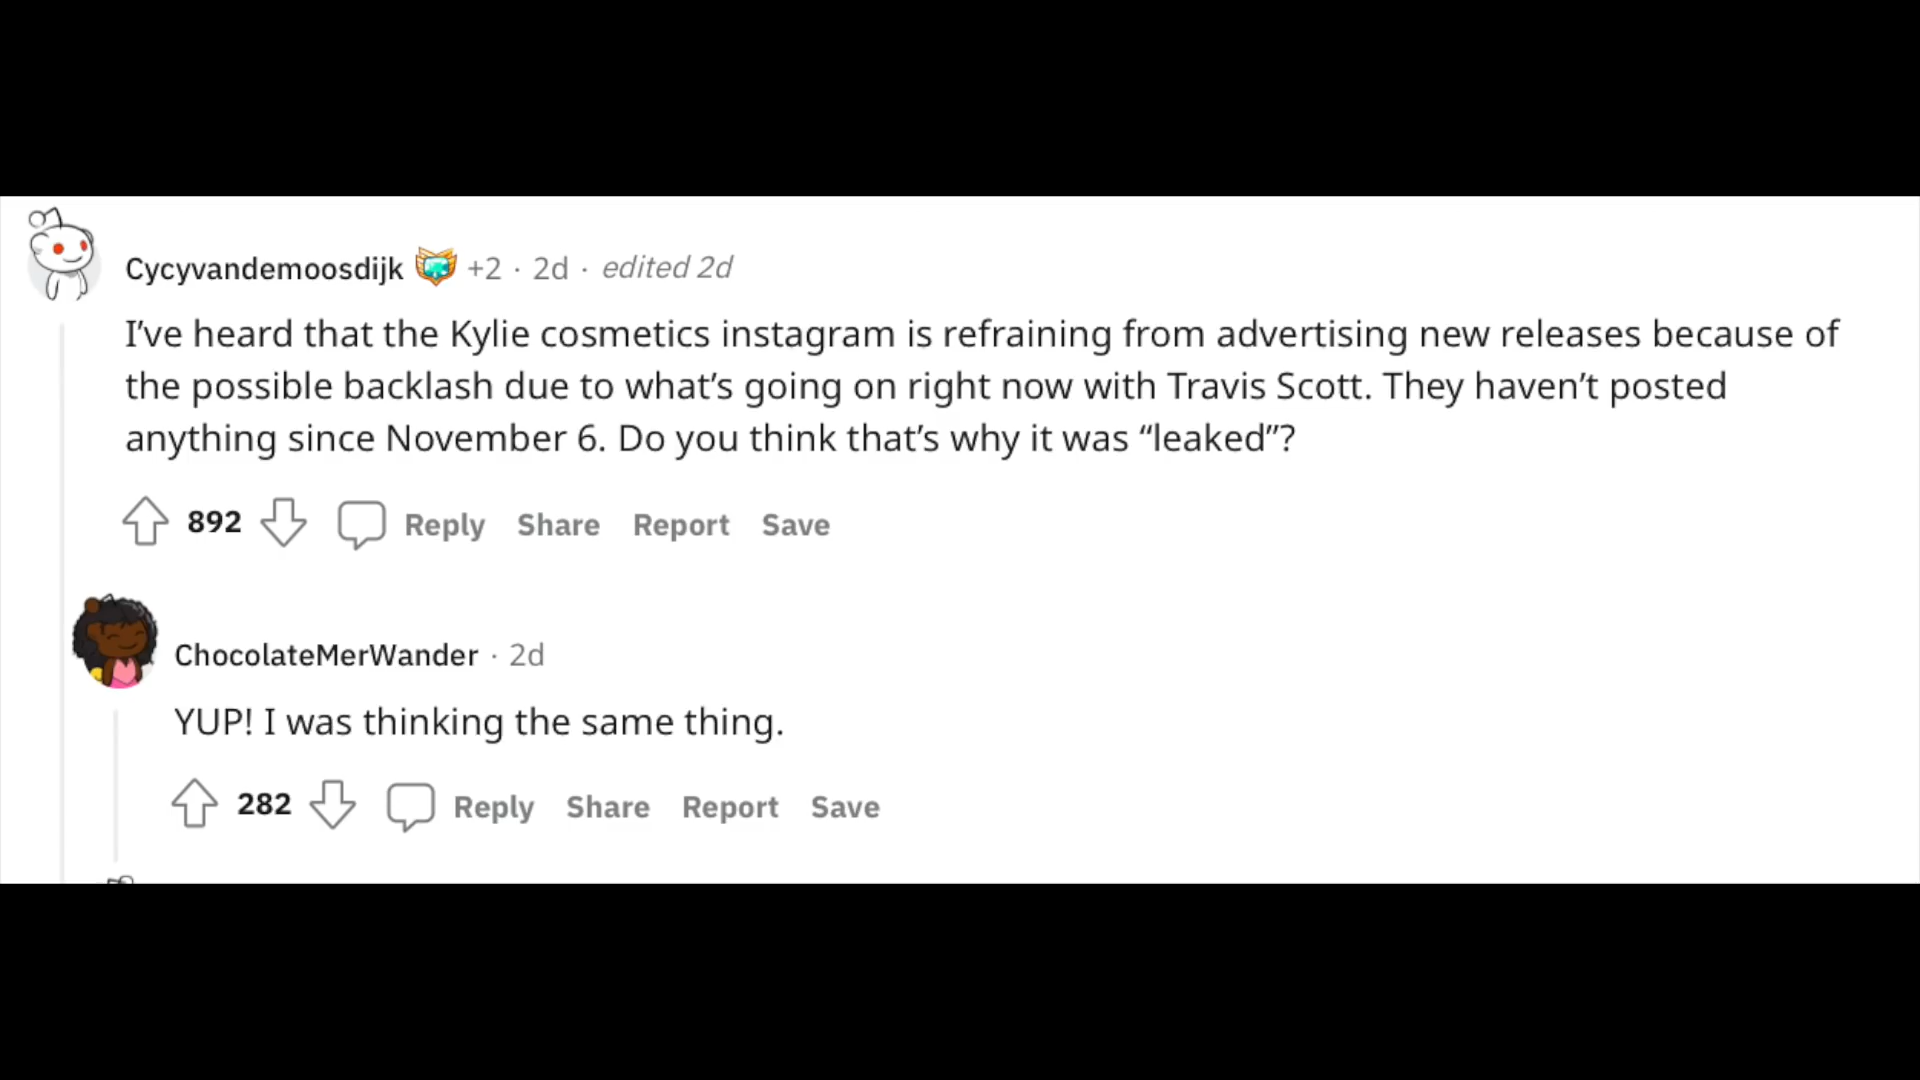 Cycyvandemoosdijk +2 · 2d · edited 2d
I’ve heard that the Kylie cosmetics instagram is refraining from advertising new releases because of
the possible backlash due to what’s going on right now with Travis Scott. They haven’t posted
anything since November 6. Do you think that’s why it was “leaked”?
892 Reply Share Report Save
ChocolateMerWander · 2d
YUP! I was thinking the same thing.
282 Reply Share Report Save